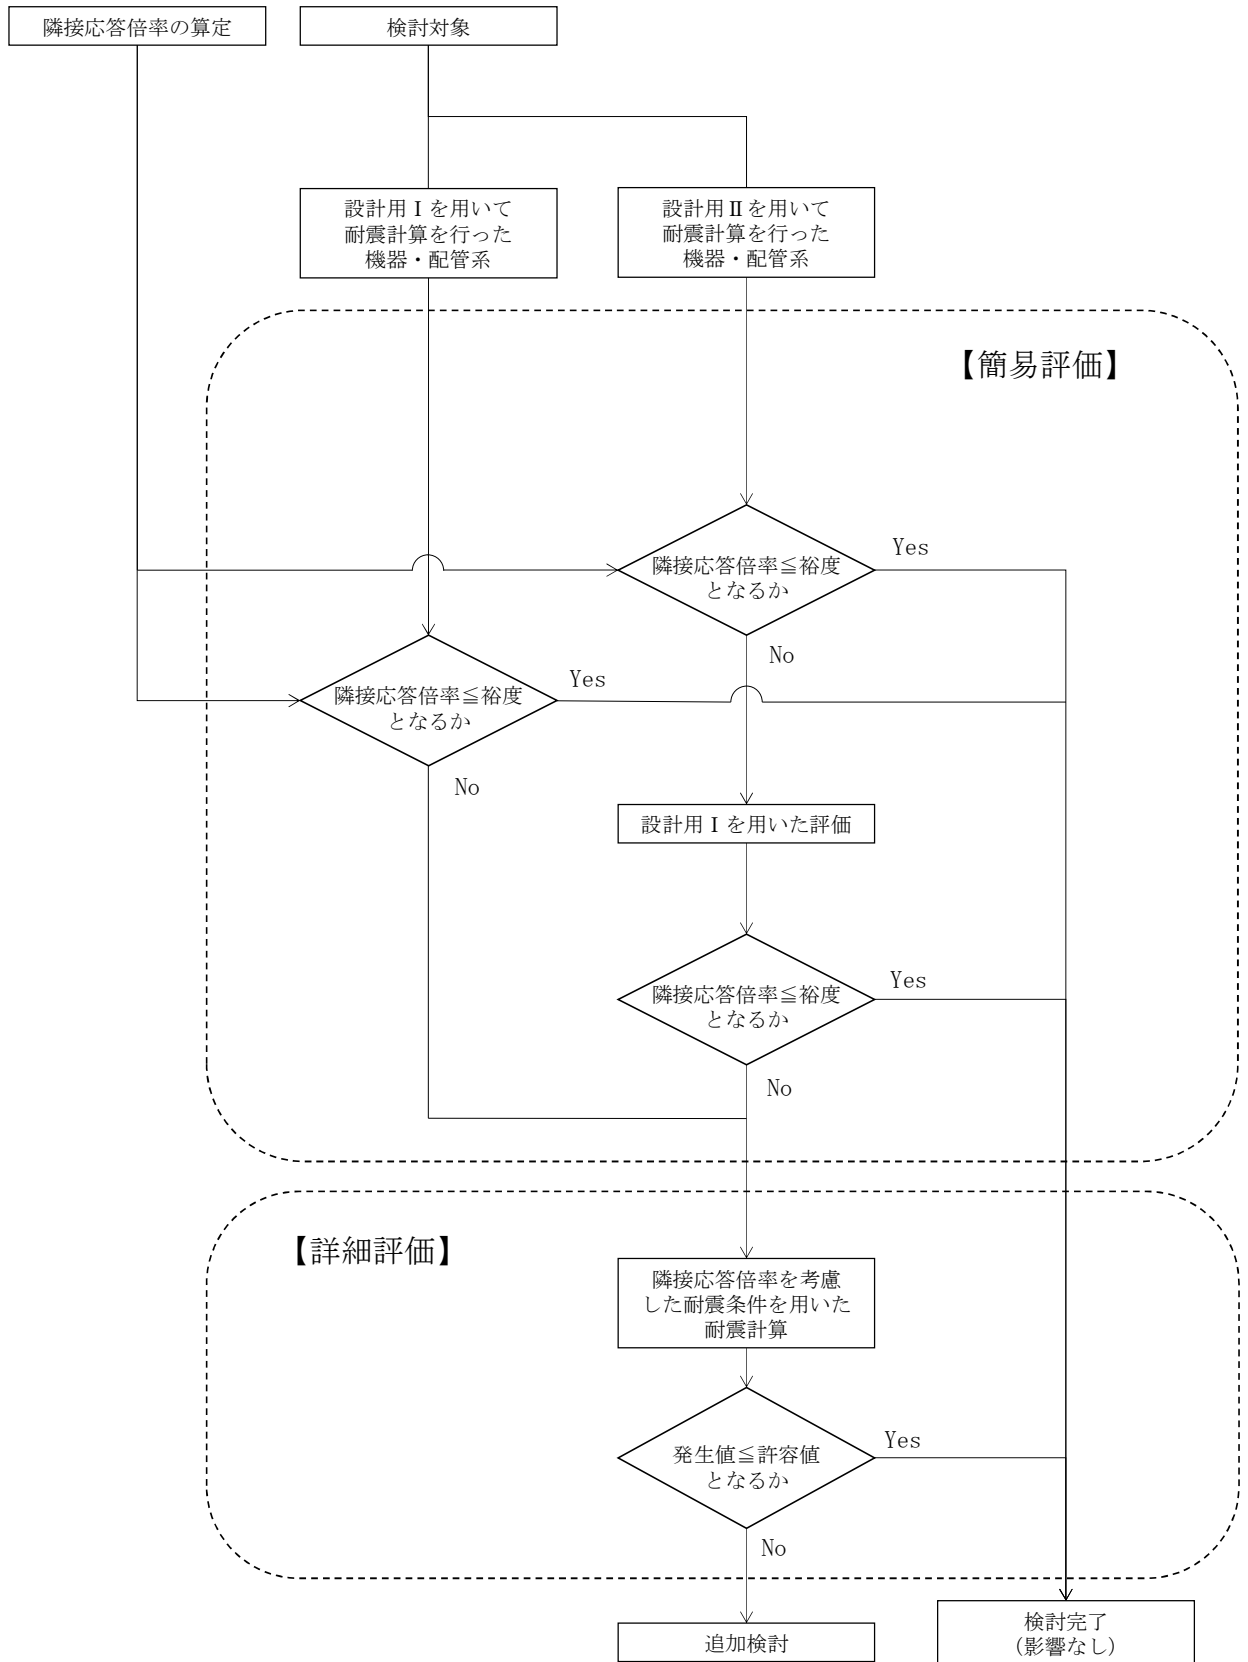 隣接応答倍率の算定
検討対象
設計用Ⅰを用いて
耐震計算を行った
機器・配管系
設計用Ⅱを用いて
耐震計算を行った
機器・配管系
【簡易評価】
隣接応答倍率≦裕度
となるか
Yes
No
隣接応答倍率≦裕度
となるか
Yes
No
設計用Ⅰを用いた評価
隣接応答倍率≦裕度
となるか
Yes
No
【詳細評価】
隣接応答倍率を考慮
した耐震条件を用いた
耐震計算
発生値≦許容値
となるか
Yes
No
追加検討
検討完了
(影響なし)